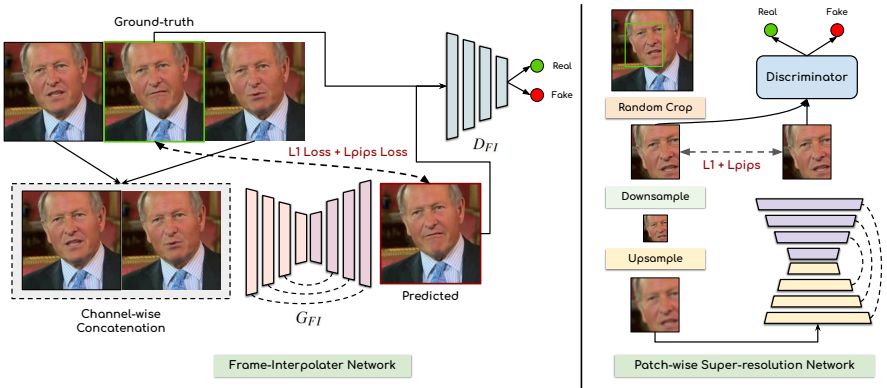 Ground-truth
Real
Fake
D_FI
L1 Loss + Lpips Loss
Channel-wise
Concatenation
G_FI
Predicted
Frame-Interpolater Network
Real
Fake
Discriminator
Random Crop
L1 + Lpips
Downsample
Upsample
Patch-wise Super-resolution Network